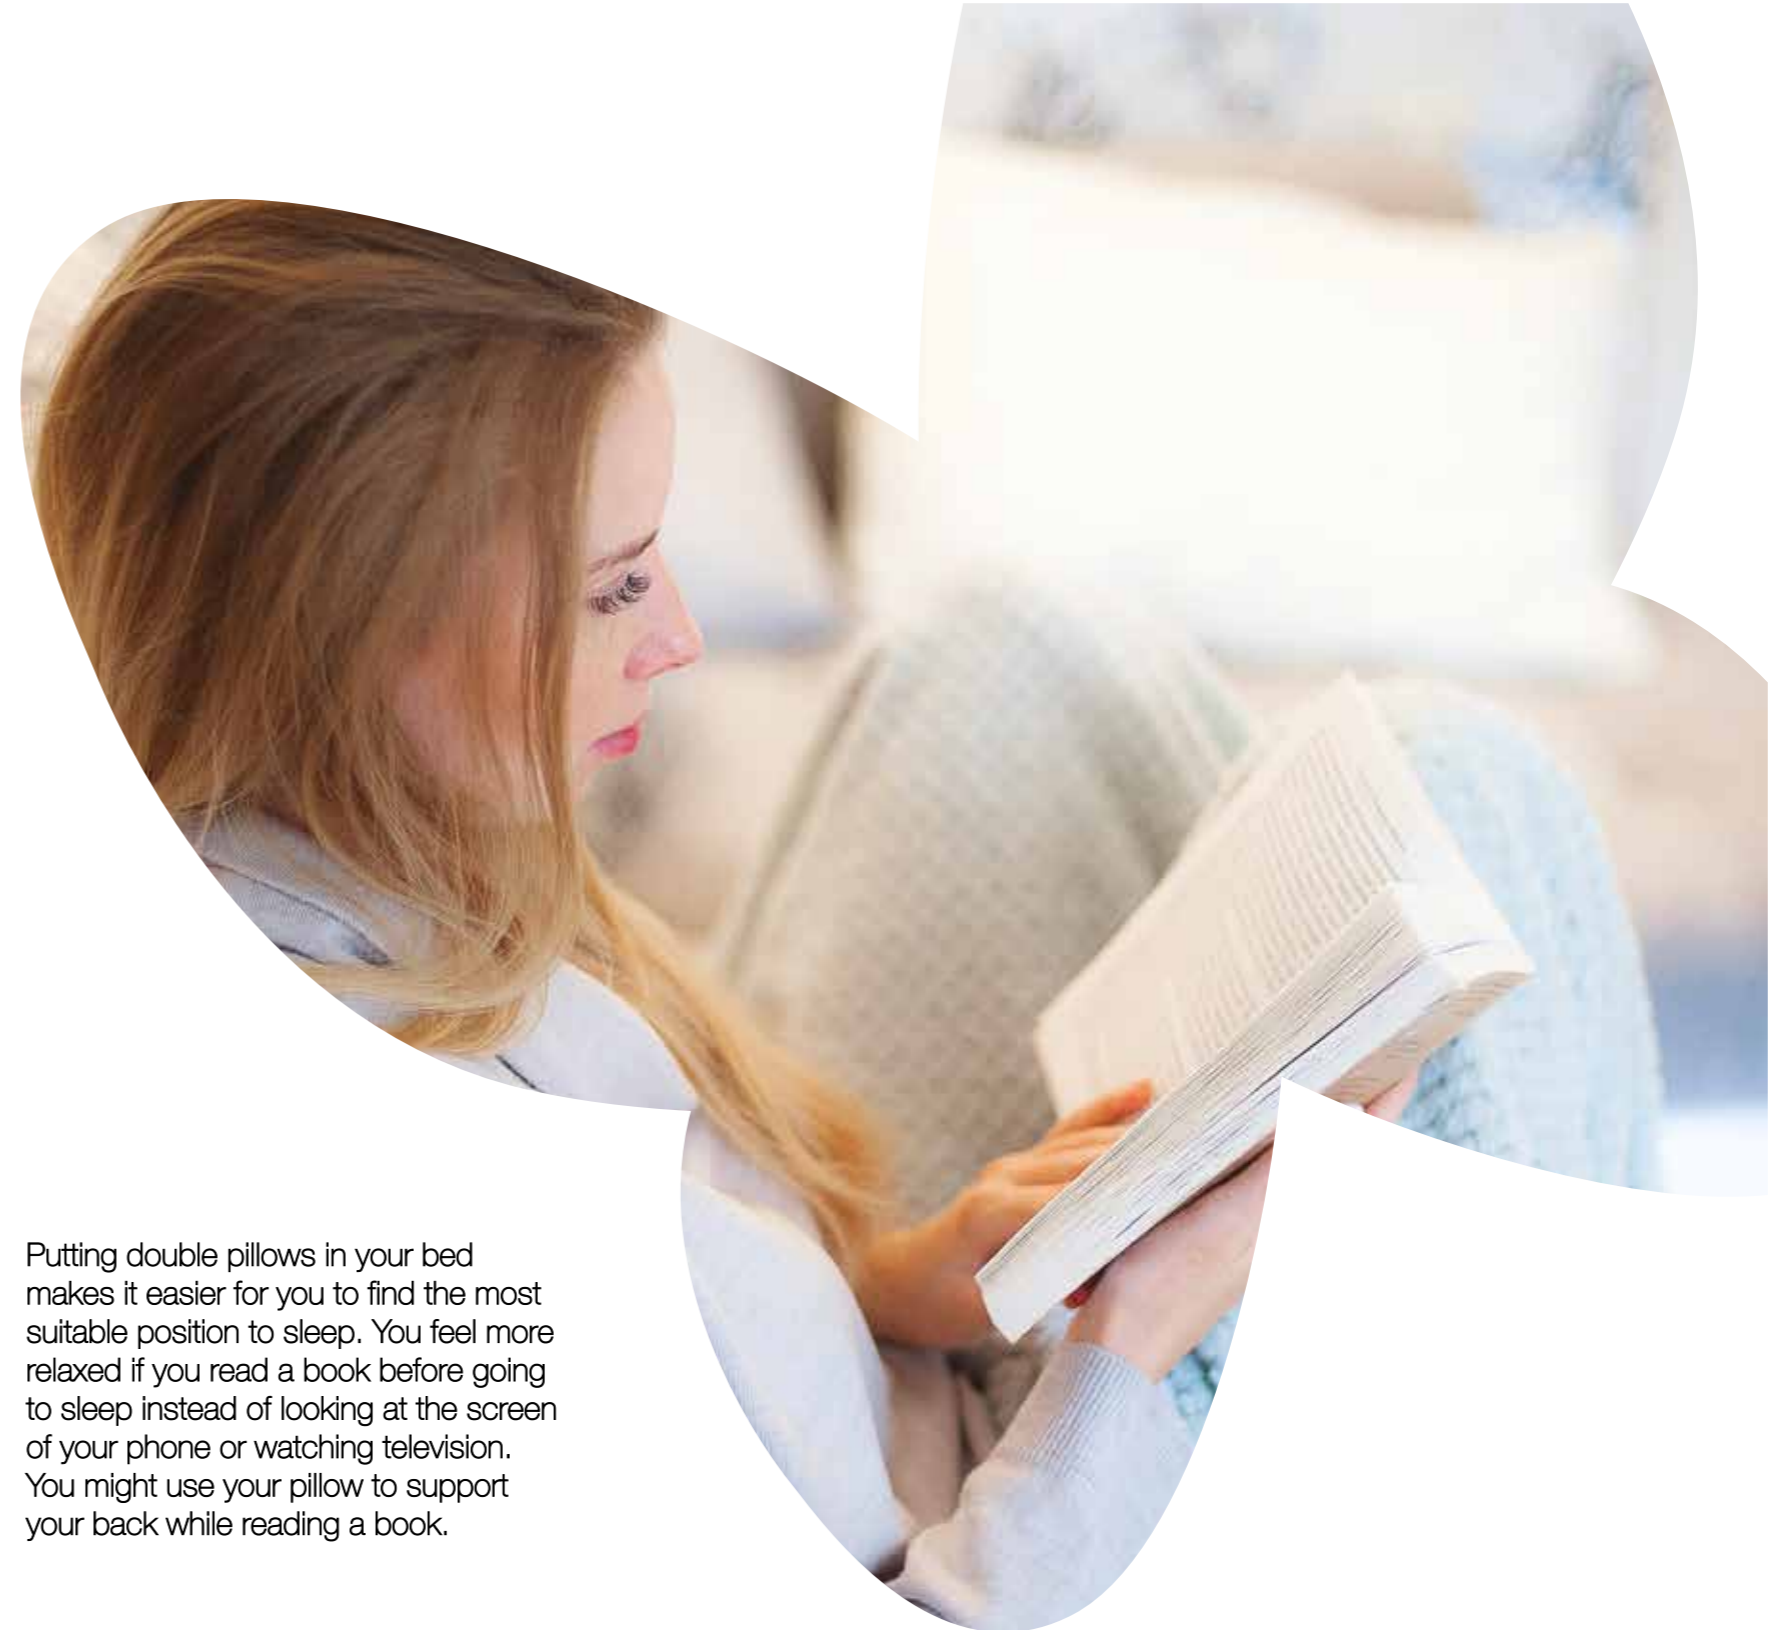 Putting double pillows in your bed
makes it easier for you to find the most
suitable position to sleep. You feel more
relaxed if you read a book before going
to sleep instead of looking at the screen
of your phone or watching television.
You might use your pillow to support
your back while reading a book.